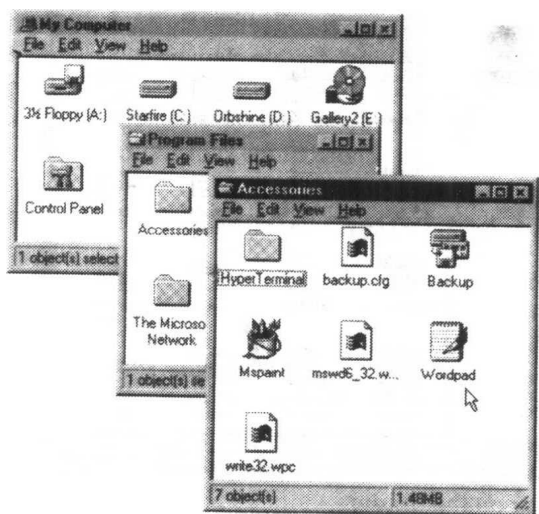 My Computer
File Edit View Help
3½ Floppy (A:) Starfire (C:) Orbshine (D:) Gallery2 (E
Control Panel
1 object(s) select
Program Files
File Edit View Help
Accessories
The Microso
Network
1 object(s) se
Accessories
File Edit View Help
HyperTerminal backup.cfg Backup
Mspaint mswd6_32.w... Wordpad
write32.wpc
7 object(s) 1.48MB